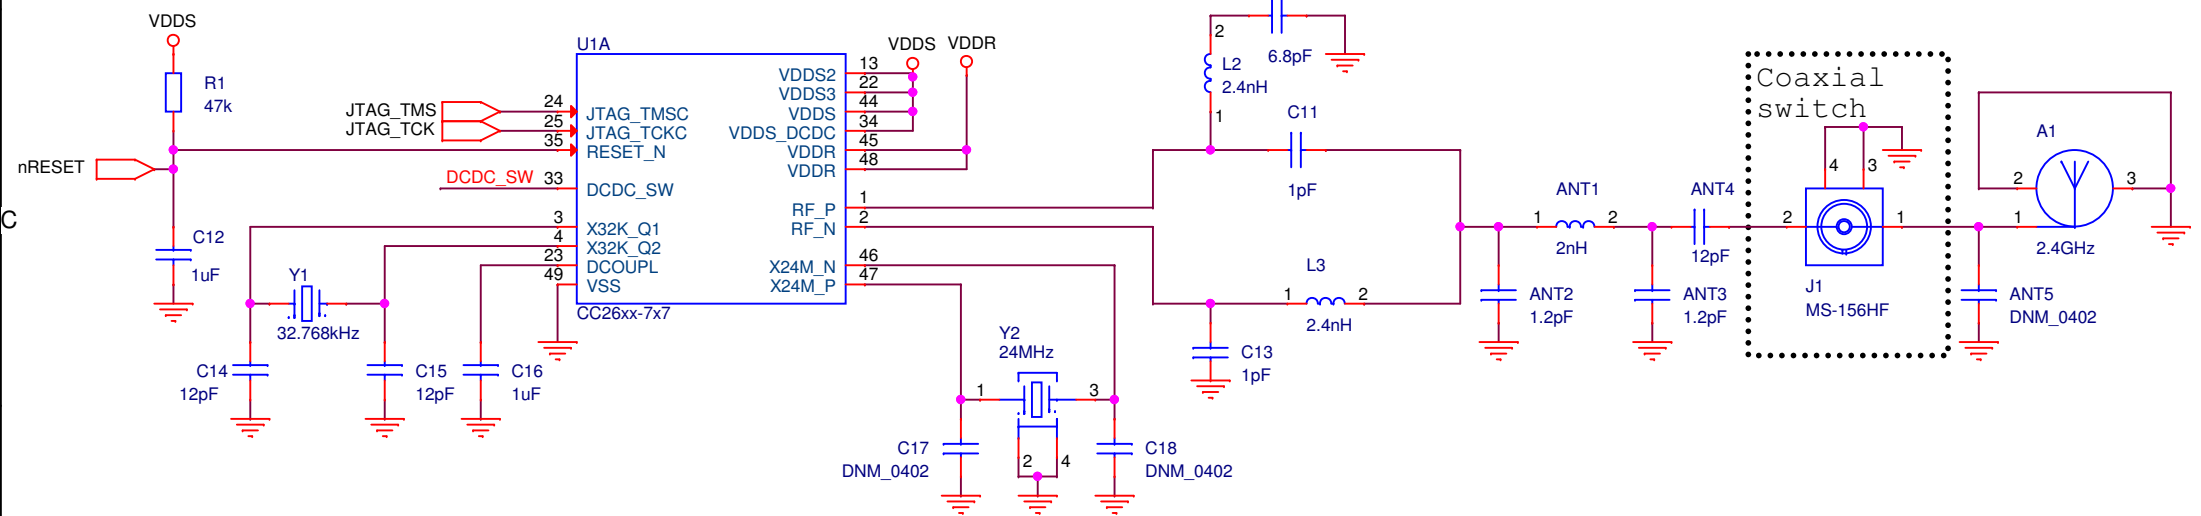 VDDS
R1
47k
nRESET
C12
1uF
JTAG_TMS
JTAG_TCK
DCDC_SW
24
25
35
33
3
4
23
49
U1A
JTAG_TMSC
JTAG_TCKC
RESET_N
DCDC_SW
X32K_Q1
X32K_Q2
DCOUPL
VSS
VDDS2
VDDS3
VDDS
VDDS_DCDC
VDDR
VDDR
RF_P
RF_N
X24M_N
X24M_P
CC26xx-7x7
13
22
44
34
45
48
1
2
46
47
VDDS
VDDR
C
Y1
32.768kHz
C14
12pF
C15
12pF
C16
1uF
Y2
24MHz
1
3
2
4
C17
DNM_0402
C18
DNM_0402
2
L2
2.4nH
1
6.8pF
C11
1pF
L3
1
2
2.4nH
C13
1pF
ANT1
1
2
2nH
ANT2
1.2pF
ANT3
1.2pF
ANT4
12pF
Coaxial
switch
4
3
2
1
J1
MS-156HF
A1
2
3
1
2.4GHz
ANT5
DNM_0402